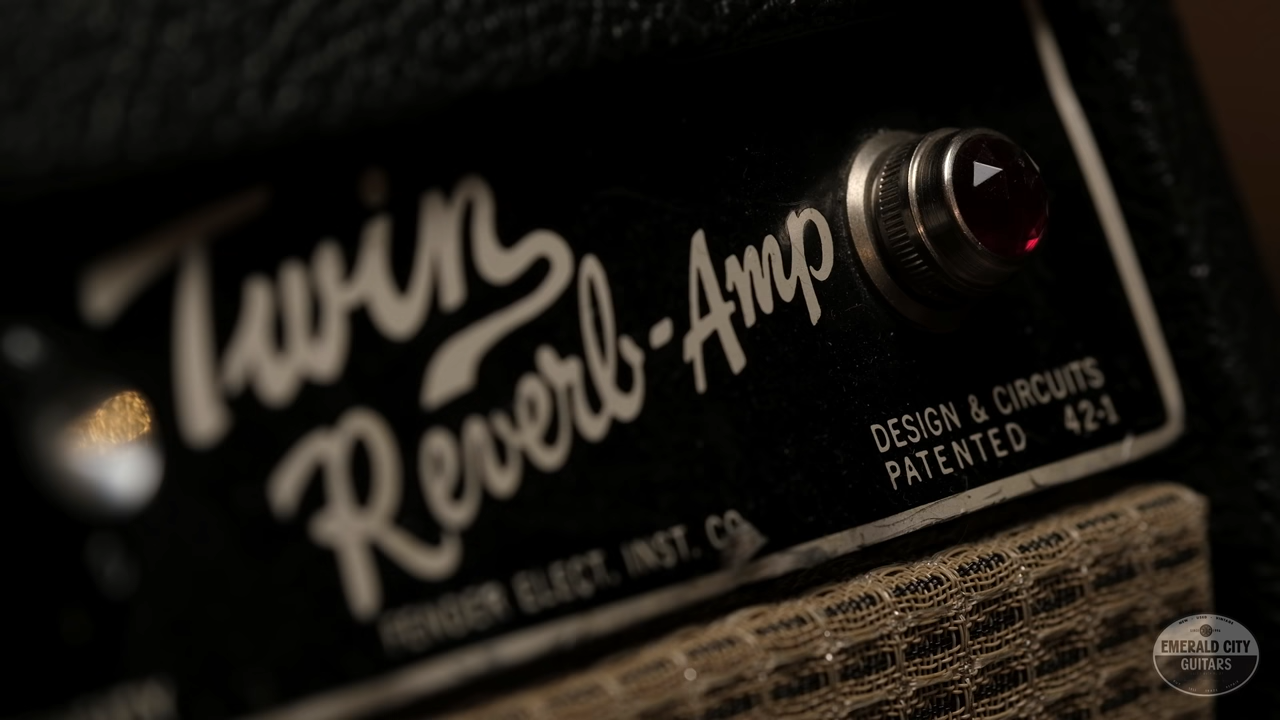 Twin
Reverb-Amp
DESIGN & CIRCUITS
PATENTED 42-1
FENDER ELECT. INST. CO.
EMERALD CITY
GUITARS